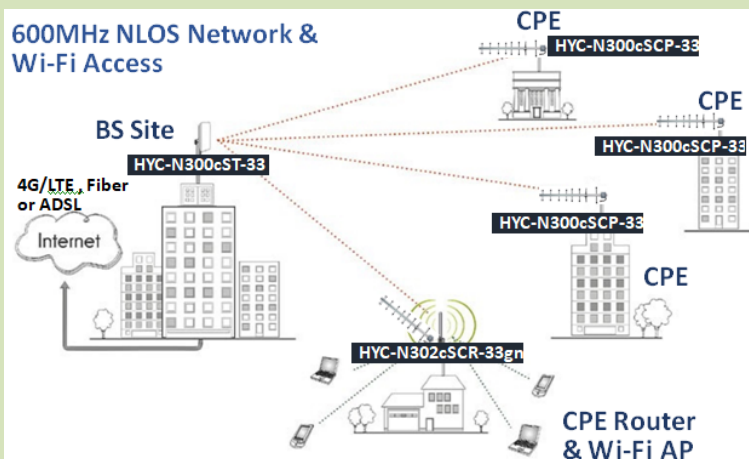 600MHz NLOS Network &
Wi-Fi Access
CPE
HYC-N300cSCP-33
CPE
HYC-N300cSCP-33
BS Site
HYC-N300cST-33
4G/LTE , Fiber
or ADSL
Internet
HYC-N300cSCP-33
CPE
HYC-N302cSCR-33gn
CPE Router
& Wi-Fi AP